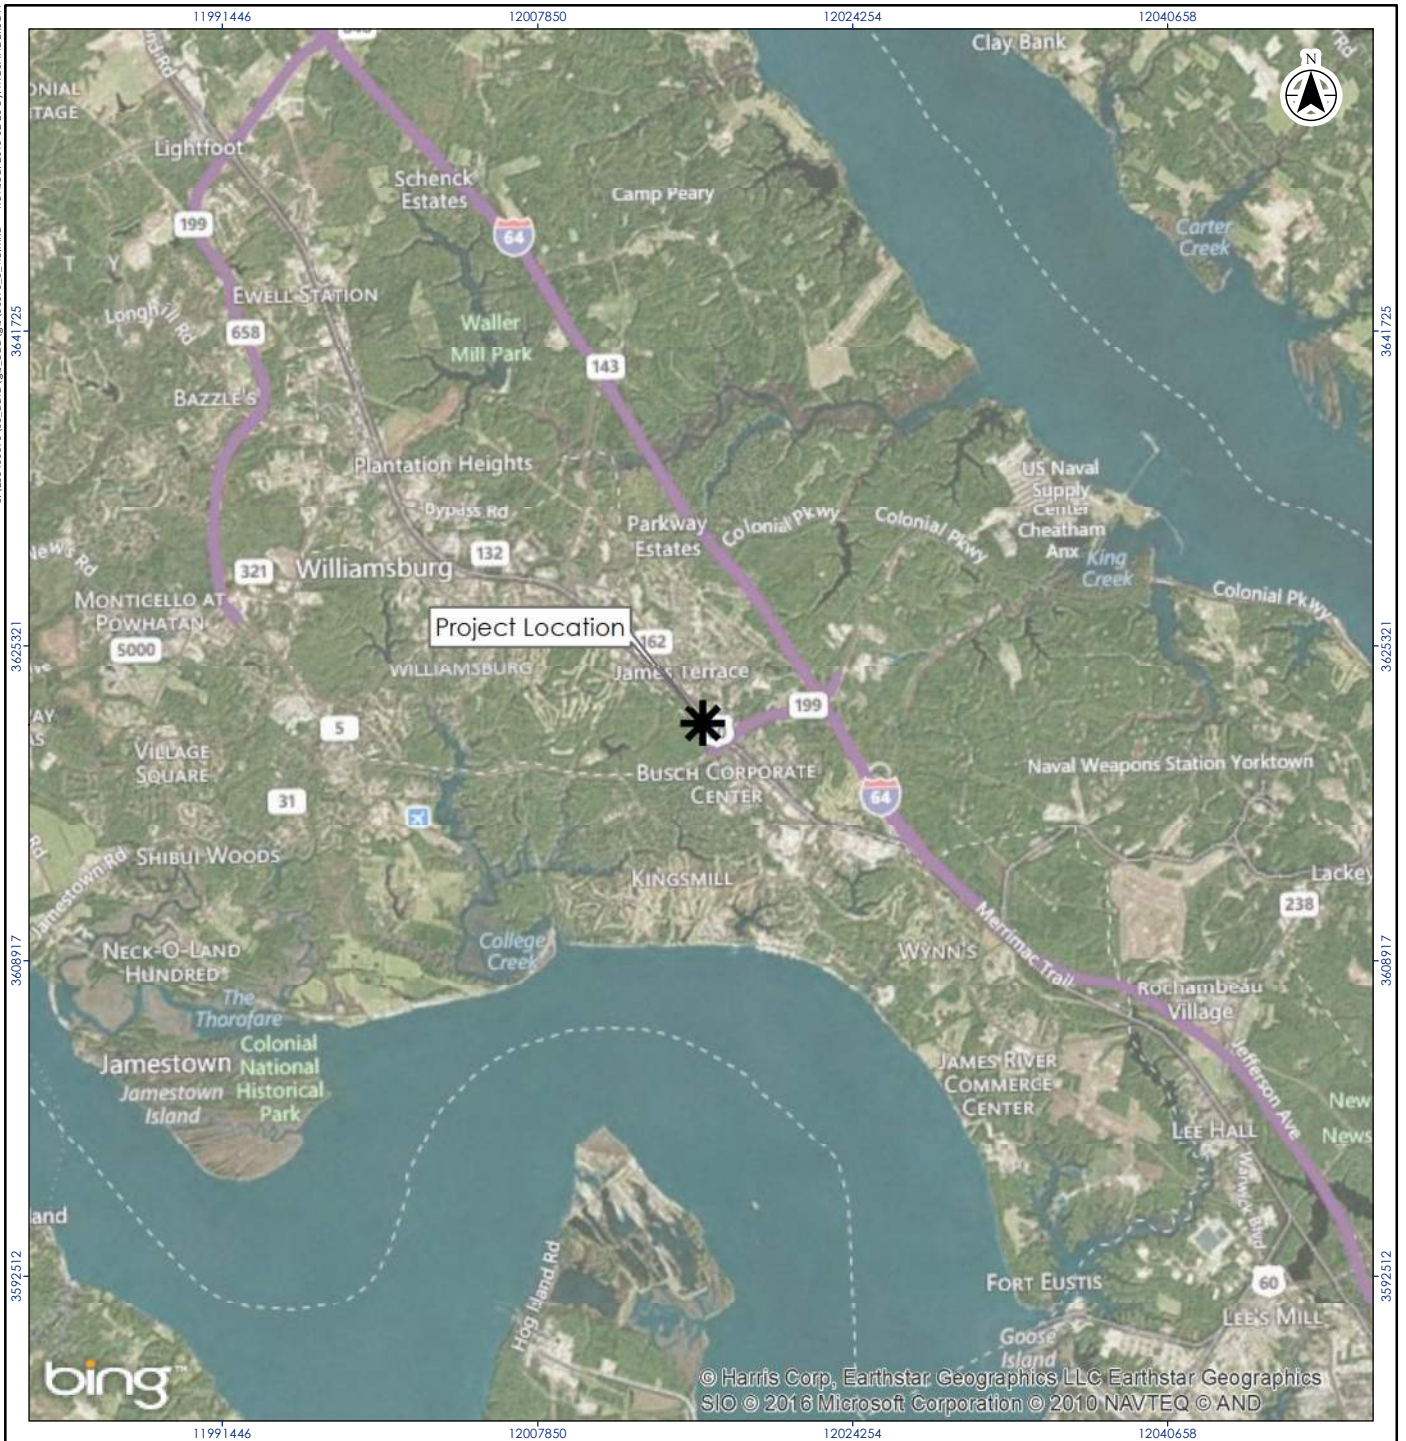 11991446
12007850
12024254
12040658
Clay Bank
N
Lightfoot
Schenck
Estates
Camp Peary
199
64
Carter
Creek
EWELL STATION
Longhill Rd
Waller
Mill Park
658
143
3641725
3641725
BAZZLE'S
Plantation Heights
US Naval
Supply
Center
Cheatham
Anx
Bypass Rd
Parkway
Estates
Colonial Pkwy
Colonial Pkwy
132
News Rd
321
Williamsburg
King
Creek
Colonial Pkwy
MONTICELLO AT
POWHATAN
5000
Project Location
162
3625321
3625321
WILLIAMSBURG
James Terrace
199
5
VILLAGE
SQUARE
BUSCH CORPORATE
CENTER
Naval Weapons Station Yorktown
31
64
SHIBUI WOODS
Rd
Jamestown Rd
KINGSMILL
Lackey
238
College
Creek
WYNN'S
Merrimac Trail
NECK-O-LAND
HUNDRED
3608917
3608917
The
Thorofare
Rochambeau
Village
Jamestown
Colonial
National
Historical
Park
Jamestown
Island
JAMES RIVER
COMMERCE
CENTER
Jefferson Ave
New
News
LEE HALL
Warwick Blvd
land
Hog Island Rd
FORT EUSTIS
60
3592512
3592512
LEE'S MILL
Goose
Island
bing™
© Harris Corp, Earthstar Geographics LLC Earthstar Geographics
SIO © 2016 Microsoft Corporation © 2010 NAVTEQ © AND
11991446
12007850
12024254
12040658